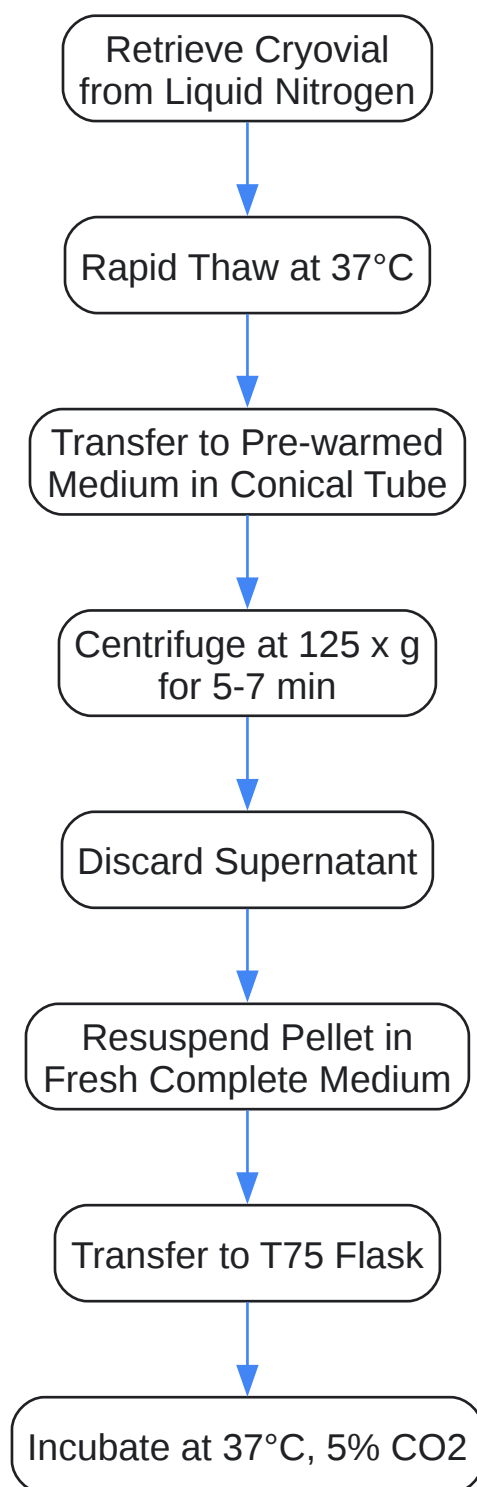 Retrieve Cryovial
from Liquid Nitrogen
Rapid Thaw at 37°C
Transfer to Pre-warmed
Medium in Conical Tube
Centrifuge at 125 x g
for 5-7 min
Discard Supernatant
Resuspend Pellet in
Fresh Complete Medium
Transfer to T75 Flask
Incubate at 37°C, 5% CO2